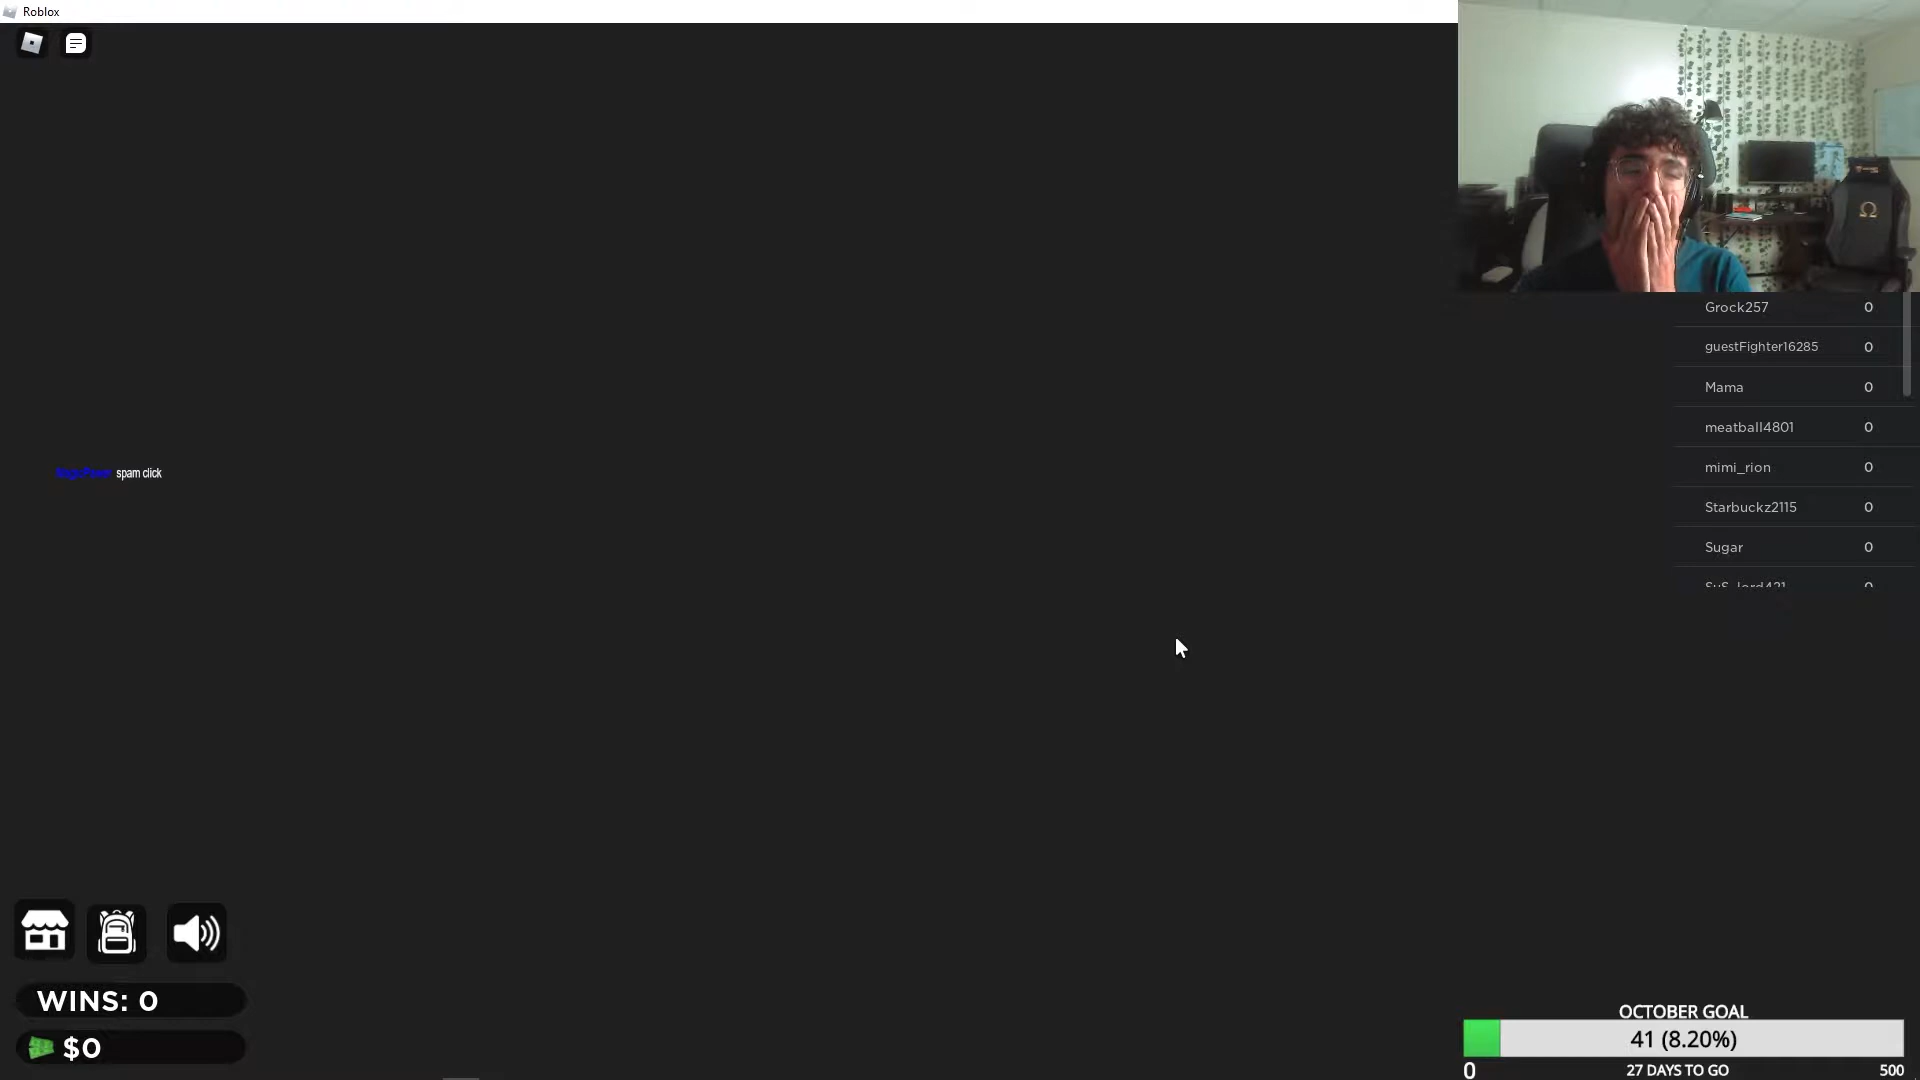 Roblox
Grock257 0
guestFighter16285 0
Mama 0
meatball4801 0
mimi_rion 0
Starbuckz2115 0
Sugar 0
spam click
WINS: 0
$0
OCTOBER GOAL
41 (8.20%)
0 27 DAYS TO GO 500